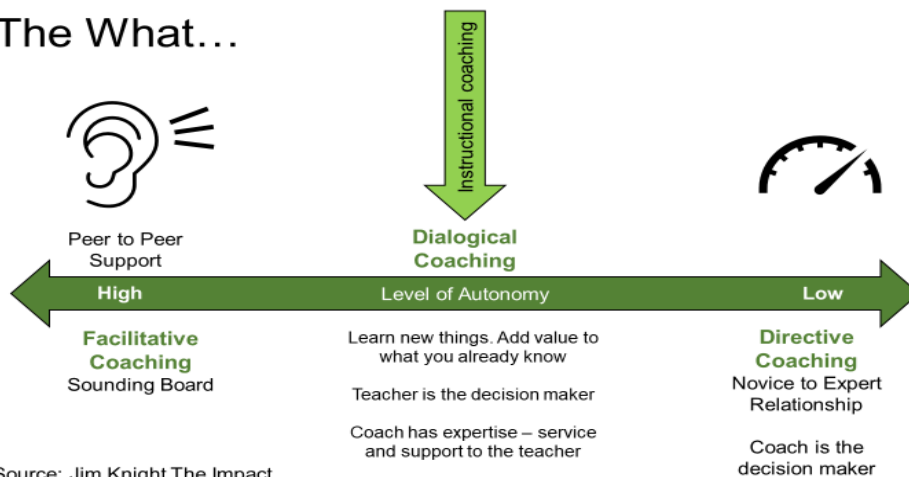 The What…
Instructional coaching
Peer to Peer
Support
Dialogical
Coaching
High
Level of Autonomy
Low
Facilitative
Coaching
Sounding Board
Learn new things. Add value to
what you already know
Teacher is the decision maker
Coach has expertise – service
and support to the teacher
Directive
Coaching
Novice to Expert
Relationship
Coach is the
decision maker
Source: Jim Knight The Impact